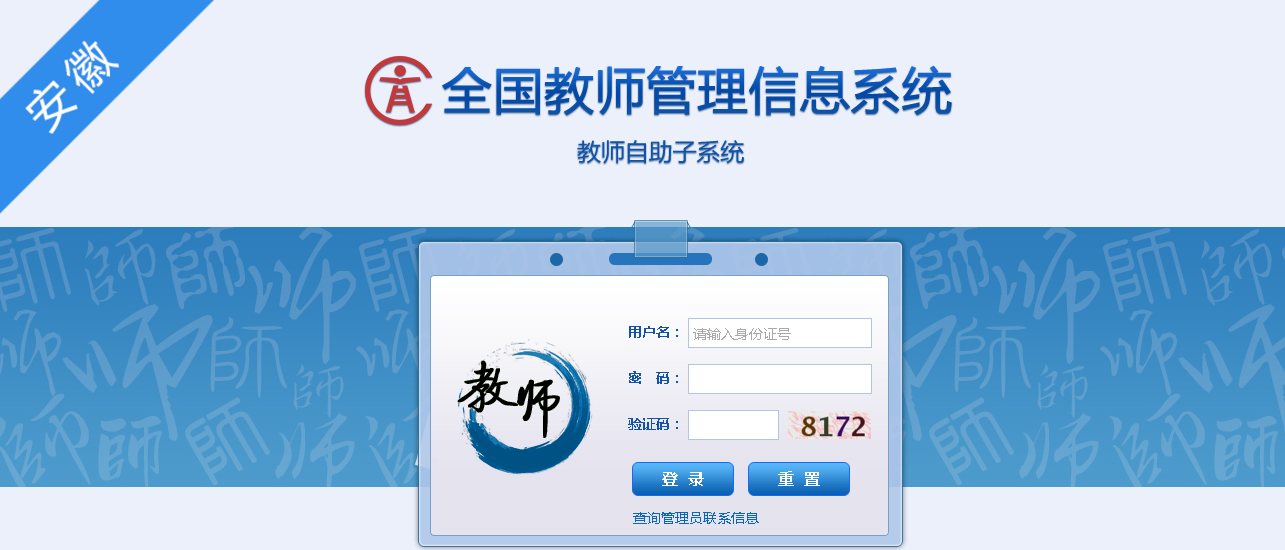 安徽
全国教师管理信息系统
教师自助子系统
教师
用户名：
请输入身份证号
密 码：
验证码：
8172
登 录
重 置
查询管理员联系信息